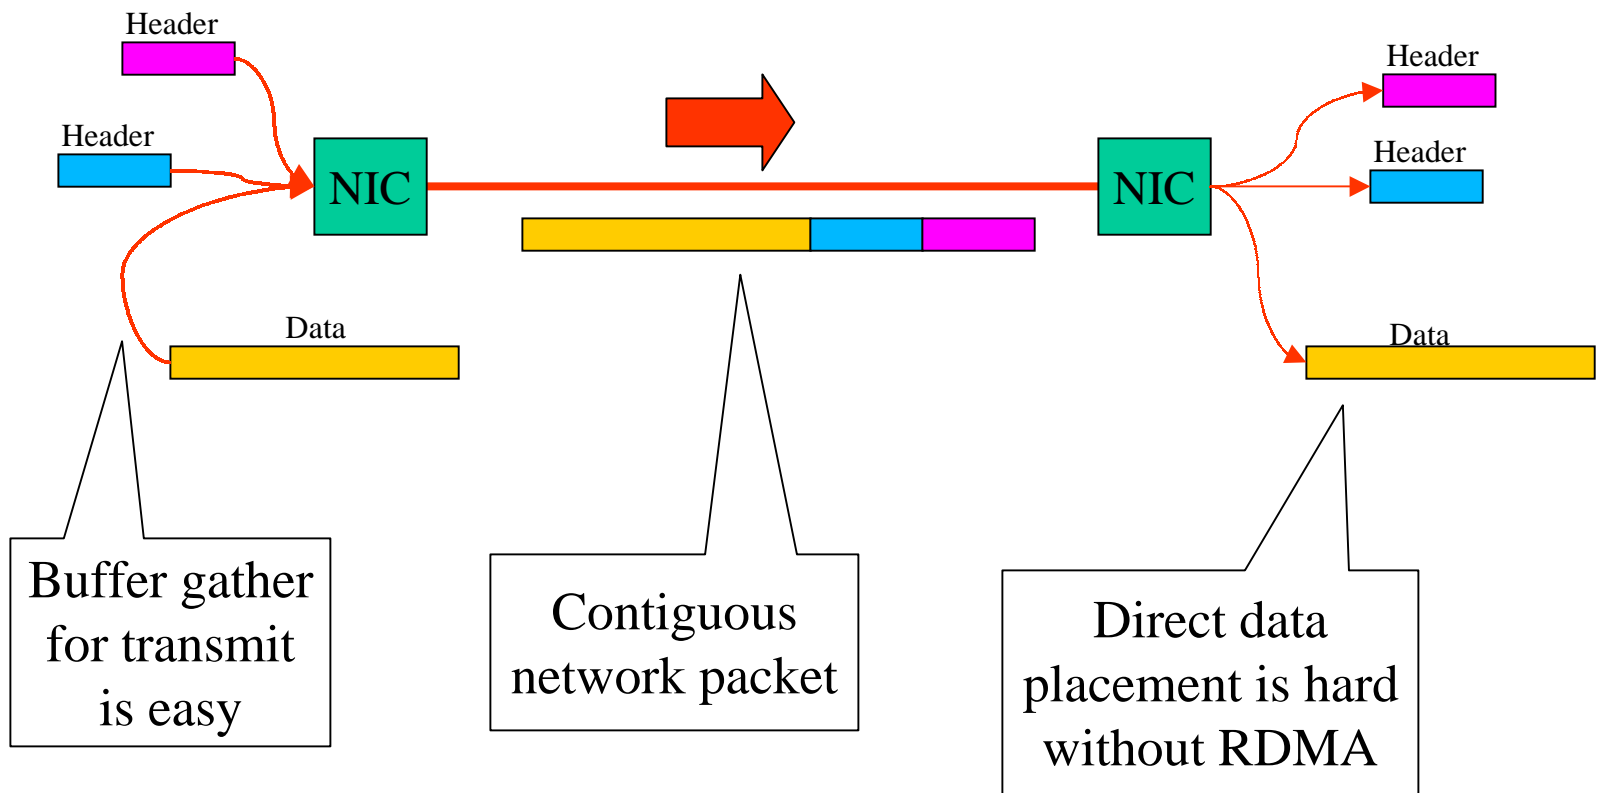 Header
Header
Header
Header
NIC
NIC
Data
Data
Buffer gather
for transmit
is easy
Contiguous
network packet
Direct data
placement is hard
without RDMA